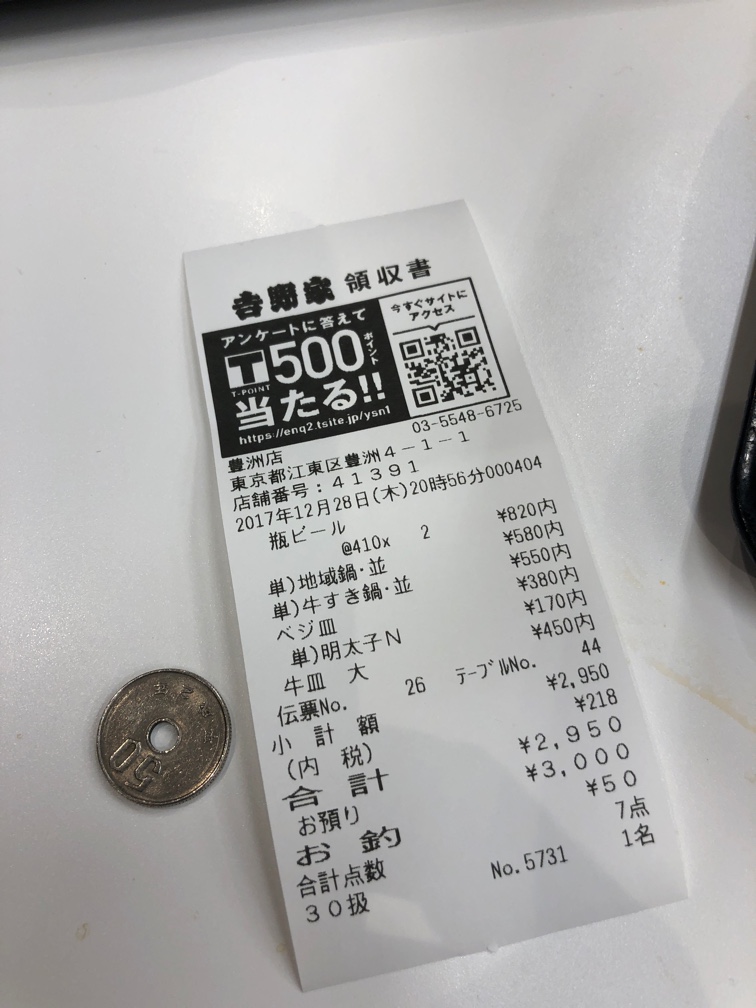 吉野家 領収書
アンケートに答えて
T 500ポイント
T-POINT
当たる!!
https://enq2.tsite.jp/ysn1
今すぐサイトに
アクセス
03-5548-6725
豊洲店
東京都江東区豊洲4-1-1
店舗番号:41391
2017年12月28日(木)20時56分000404
瓶ビール
@410x 2 ¥820内
単)地域鍋・並 ¥580内
単)牛すき鍋・並 ¥550内
ベジ皿 ¥380内
単)明太子N ¥170内
牛皿 大 ¥450内
伝票No. 26 テーブルNo. 44
小 計 額 ¥2,950
(内 税) ¥218
合 計 ¥2,950
お預り ¥3,000
お 釣 ¥50
合計点数 7点
30扱 No.5731 1名
50